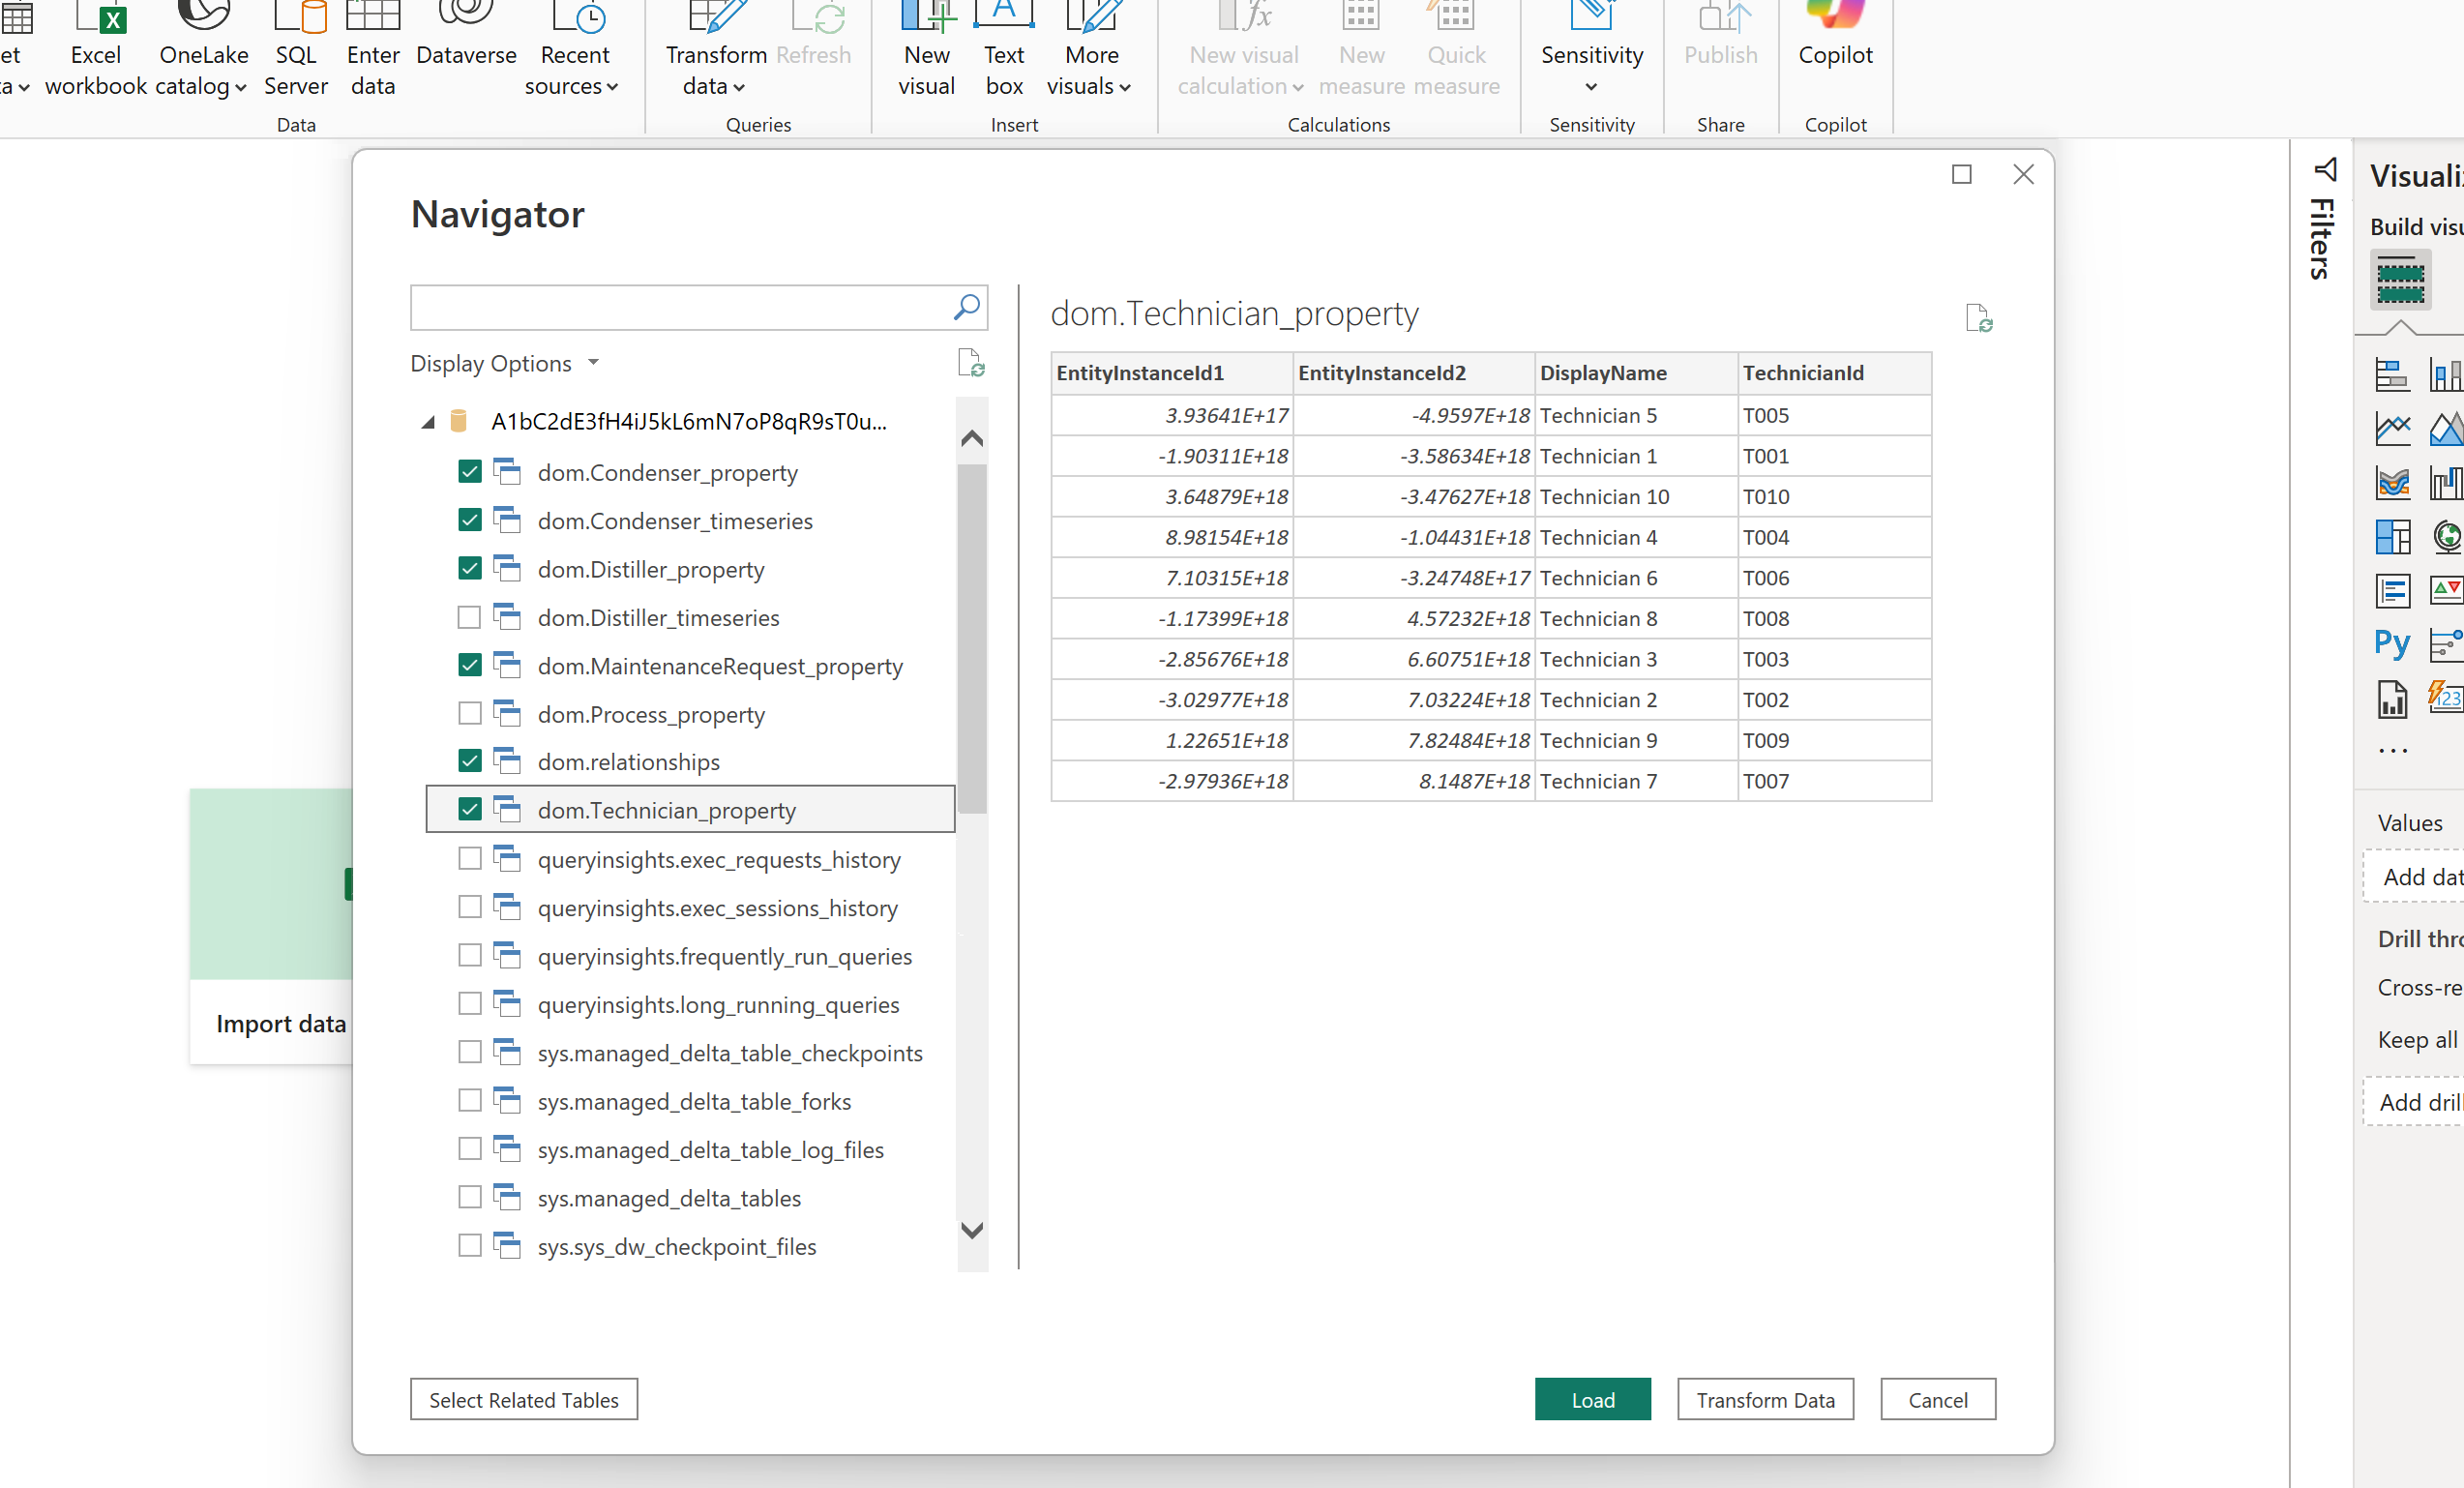 et
a
Excel
workbook
OneLake
catalog
SQL
Server
Enter
data
Dataverse
Recent
sources
Data
Transform
data
Refresh
Queries
New
visual
Text
box
More
visuals
Insert
New visual
calculation
New
measure
Quick
measure
Calculations
Sensitivity
Sensitivity
Publish
Share
Copilot
Copilot
Navigator
Display Options
A1bC2dE3fH4iJ5kL6mN7oP8qR9sT0u...
dom.Condenser_property
dom.Condenser_timeseries
dom.Distiller_property
dom.Distiller_timeseries
dom.MaintenanceRequest_property
dom.Process_property
dom.relationships
dom.Technician_property
queryinsights.exec_requests_history
queryinsights.exec_sessions_history
queryinsights.frequently_run_queries
queryinsights.long_running_queries
sys.managed_delta_table_checkpoints
sys.managed_delta_table_forks
sys.managed_delta_table_log_files
sys.managed_delta_tables
sys.sys_dw_checkpoint_files
dom.Technician_property
EntityInstanceId1 EntityInstanceId2 DisplayName TechnicianId
3.93641E+17 -4.9597E+18 Technician 5 T005
-1.90311E+18 -3.58634E+18 Technician 1 T001
3.64879E+18 -3.47627E+18 Technician 10 T010
8.98154E+18 -1.04431E+18 Technician 4 T004
7.10315E+18 -3.24748E+17 Technician 6 T006
-1.17399E+18 4.57232E+18 Technician 8 T008
-2.85676E+18 6.60751E+18 Technician 3 T003
-3.02977E+18 7.03224E+18 Technician 2 T002
1.22651E+18 7.82484E+18 Technician 9 T009
-2.97936E+18 8.1487E+18 Technician 7 T007
Select Related Tables
Load
Transform Data
Cancel
Import data
Filters
Visuali
Build visu
Py
123
...
Values
Add dat
Drill thro
Cross-re
Keep all
Add drill